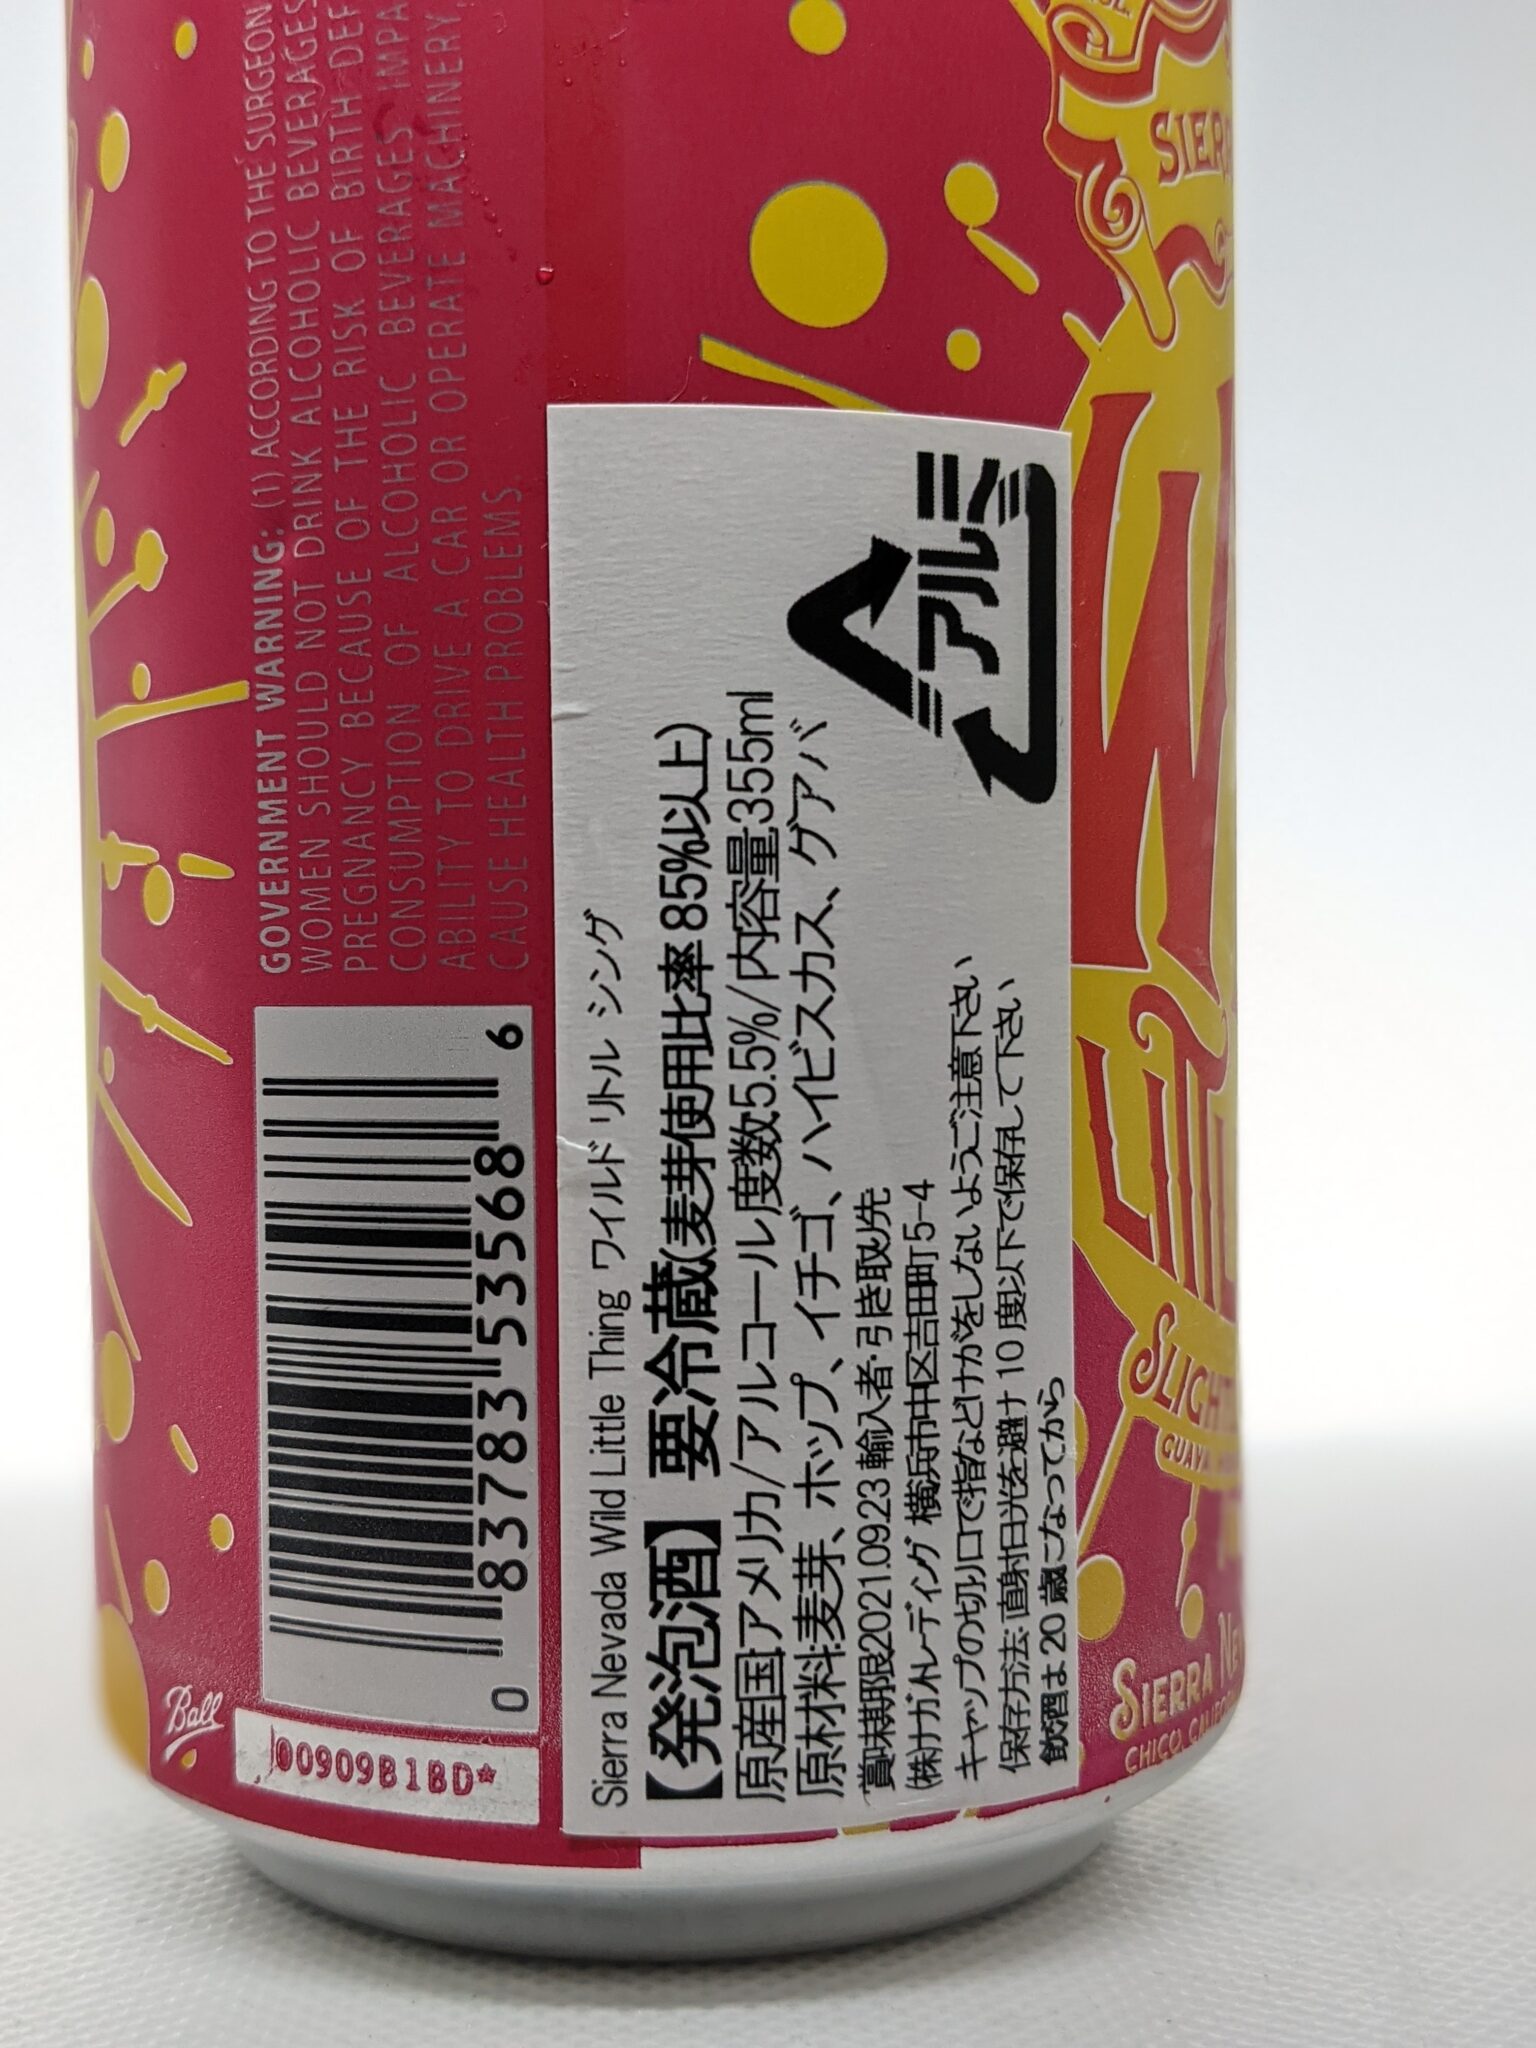 GOVERNMENT WARNING: (1) ACCORDING TO THE SURGEON
WOMEN SHOULD NOT DRINK ALCOHOLIC BEVERAGES
PREGNANCY BECAUSE OF THE RISK OF BIRTH DEF
CONSUMPTION OF ALCOHOLIC BEVERAGES IMPA
ABILITY TO DRIVE A CAR OR OPERATE MACHINERY,
CAUSE HEALTH PROBLEMS.
0 83783 53568 6
Ball
00909B1BD*
Sierra Nevada Wild Little Thing ワイルド リトル シング
【発泡酒】要冷蔵(麦芽使用比率 85%以上)
原産国:アメリカ/アルコール度数5.5%/内容量355ml
原材料:麦芽、ホップ、イチゴ、ハイビスカス、グァバ
賞味期限2021.09.23 輸入者・引き取り先
(株)ナガノトレーディング 横浜市中区吉田町5-4
キャップの切り口で指などけがをしないようご注意下さい
保存方法:直射日光を避け 10 度以下で保存して下さい
飲酒は 20 歳になってから
アルミ
SIER
SLIGHT
GUAVA
SIERRA NEV
CHICO, CALIFOR